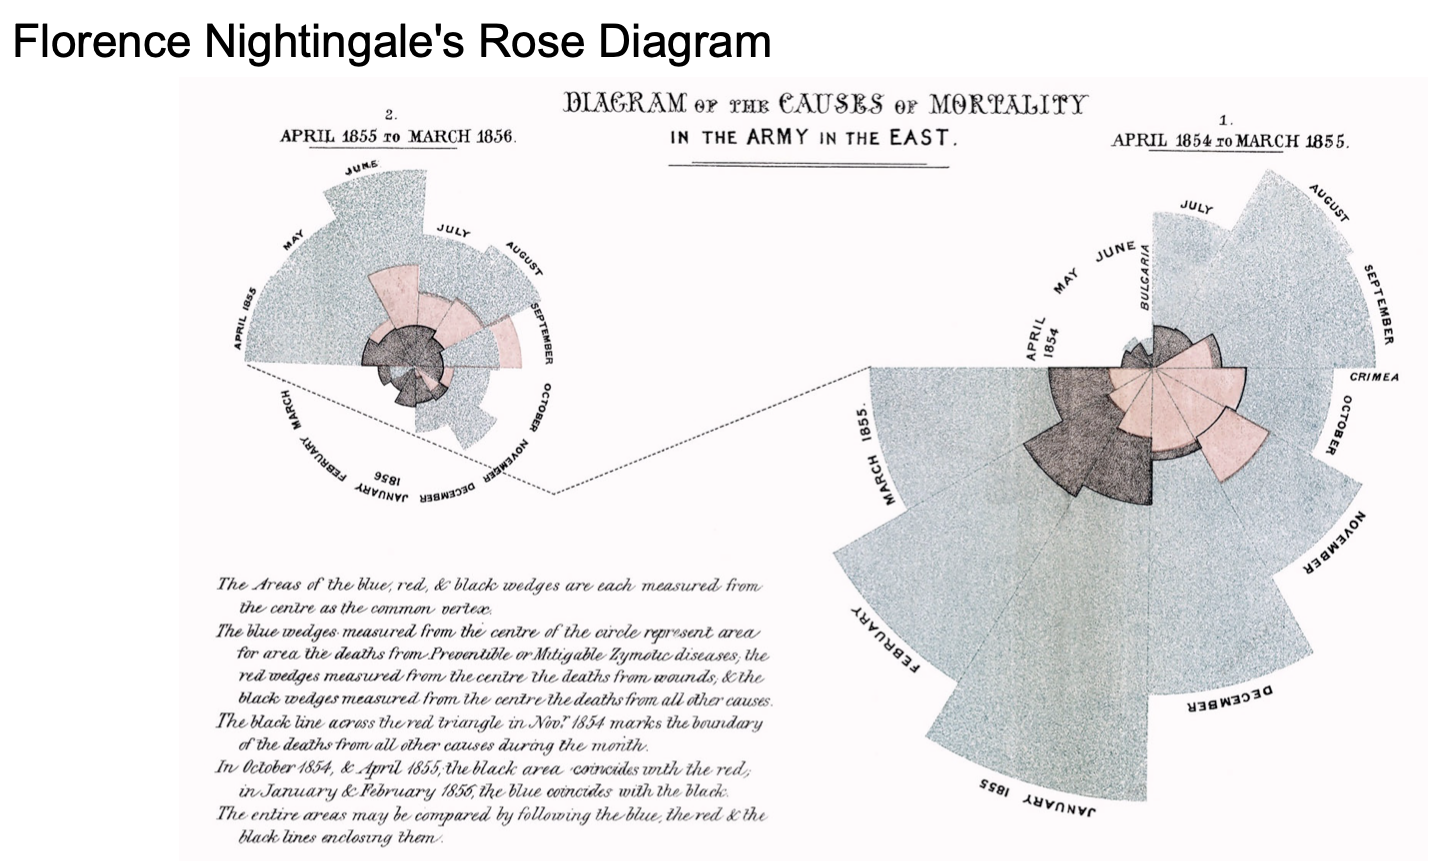 Florence Nightingale's Rose Diagram
DIAGRAM OF THE CAUSES OF MORTALITY
IN THE ARMY IN THE EAST.
2.
APRIL 1855 TO MARCH 1856.
1.
APRIL 1854 TO MARCH 1855.
APRIL 1855
MAY
JUNE
JULY
AUGUST
SEPTEMBER
OCTOBER
NOVEMBER
DECEMBER
JANUARY
1856
FEBRUARY
MARCH
APRIL
1854
MAY
JUNE
BULGARIA
JULY
AUGUST
SEPTEMBER
CRIMEA
OCTOBER
NOVEMBER
DECEMBER
JANUARY 1855
FEBRUARY
MARCH 1855.
The Areas of the blue, red, & black wedges are each measured from
the centre as the common vertex.
The blue wedges measured from the centre of the circle represent area
for area the deaths from Preventible or Mitigable Zymotic diseases; the
red wedges measured from the centre the deaths from wounds; & the
black wedges measured from the centre the deaths from all other causes.
The black line across the red triangle in Novr. 1854 marks the boundary
of the deaths from all other causes during the month.
In October 1854, & April 1855, the black area coincides with the red;
in January & February 1856, the blue coincides with the black.
The entire areas may be compared by following the blue, the red & the
black lines enclosing them.